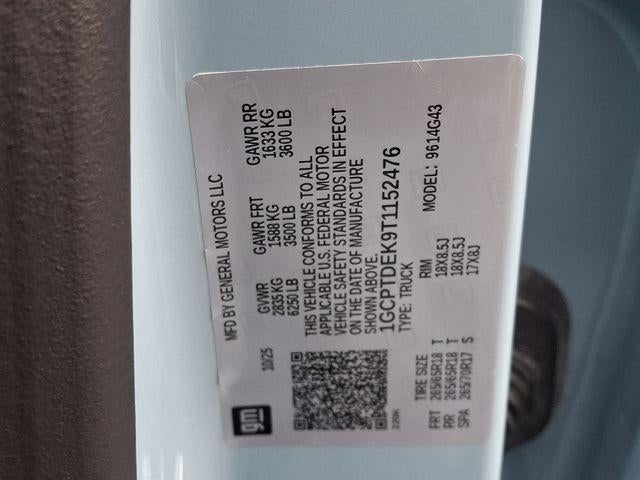 gm
MFD BY GENERAL MOTORS LLC
10/25
GVWR GAWR FRT GAWR RR
2835 KG 1588 KG 1633 KG
6250 LB 3500 LB 3600 LB
THIS VEHICLE CONFORMS TO ALL
APPLICABLE U.S. FEDERAL MOTOR
VEHICLE SAFETY STANDARDS IN EFFECT
ON THE DATE OF MANUFACTURE
SHOWN ABOVE.
1GCPTDEK9T1152476
TYPE: TRUCK MODEL: 9614G43
TIRE SIZE RIM
FRT 265/65R18 T 18X8.5J
RR 265/65R18 T 18X8.5J
SPA 265/70R17 S 17X8J